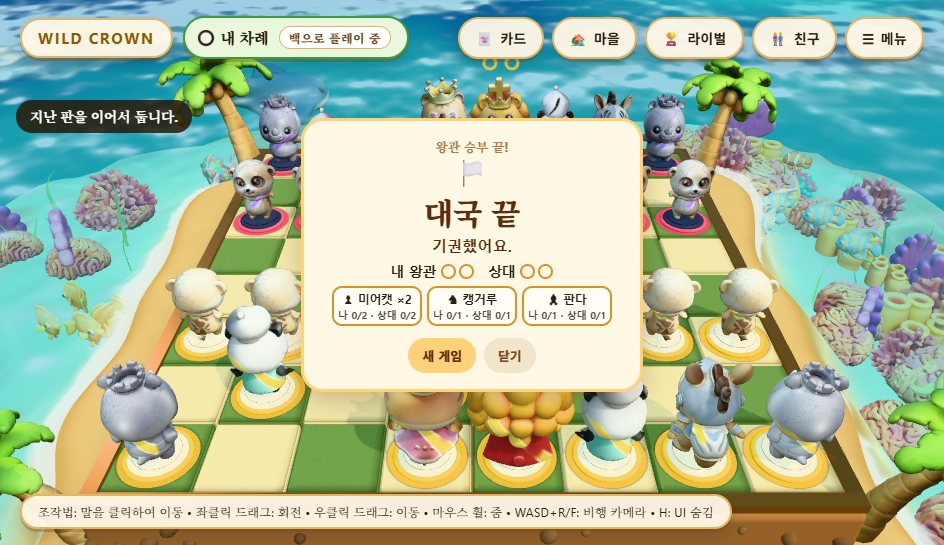 WILD CROWN
내 차례
백으로 플레이 중
카드
마을
라이벌
친구
☰ 메뉴
지난 판을 이어서 둡니다.
왕관 승부 끝!
대국 끝
기권했어요.
내 왕관 상대
미어캣 ×2
나 0/2 · 상대 0/2
캥거루
나 0/1 · 상대 0/1
판다
나 0/1 · 상대 0/1
새 게임
닫기
조작법: 말을 클릭하여 이동 • 좌클릭 드래그: 회전 • 우클릭 드래그: 이동 • 마우스 휠: 줌 • WASD+R/F: 비행 카메라 • H: UI 숨김